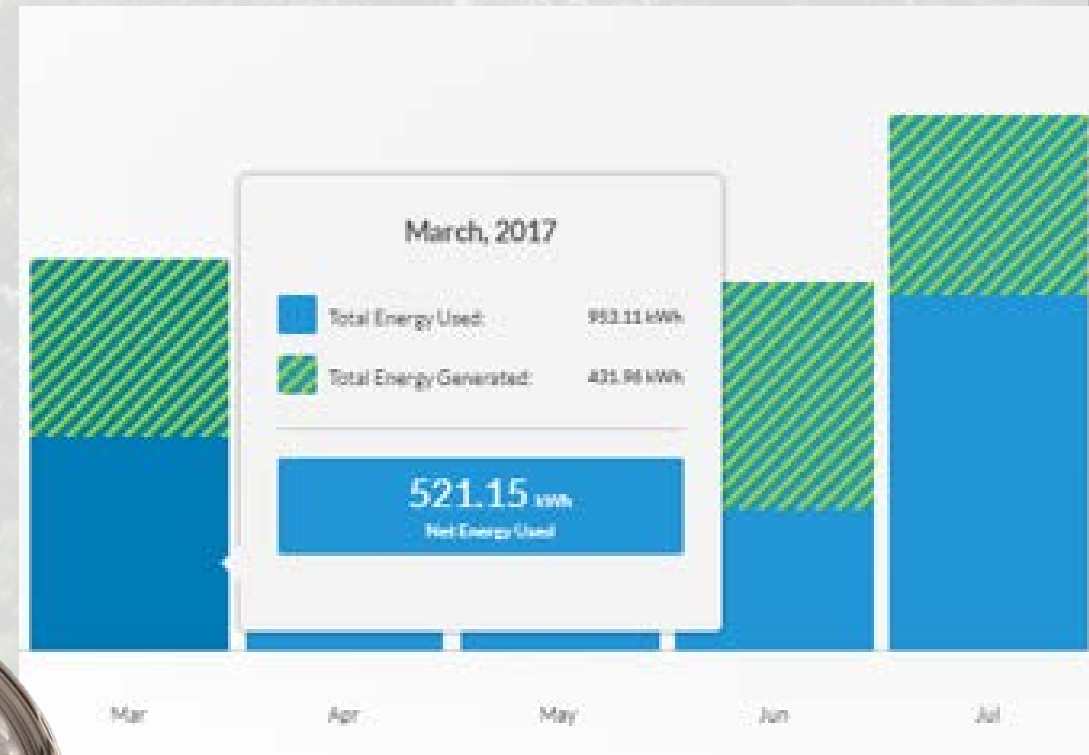 March, 2017
Total Energy Used: 953.11 kWh
Total Energy Generated: 431.96 kWh
521.15 kWh
Net Energy Used
Mar Apr May Jun Jul